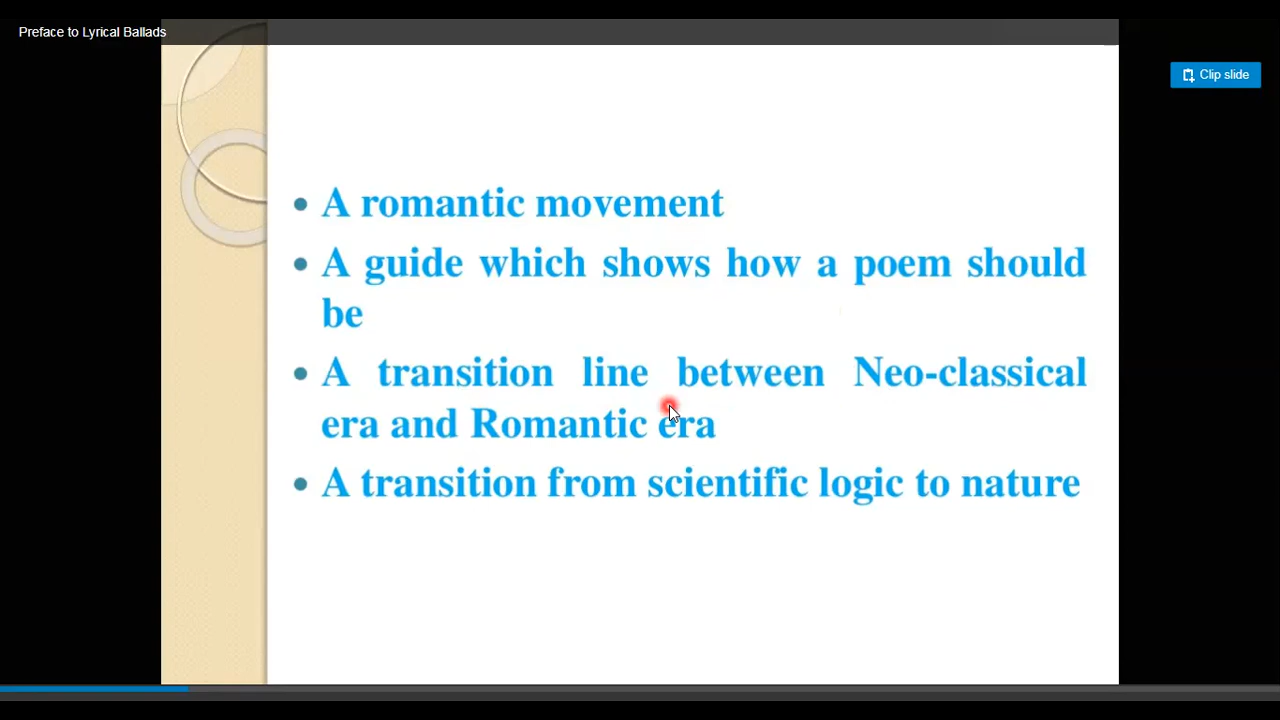 Preface to Lyrical Ballads
Clip slide
• A romantic movement
• A guide which shows how a poem should
be
• A transition line between Neo-classical
era and Romantic era
• A transition from scientific logic to nature